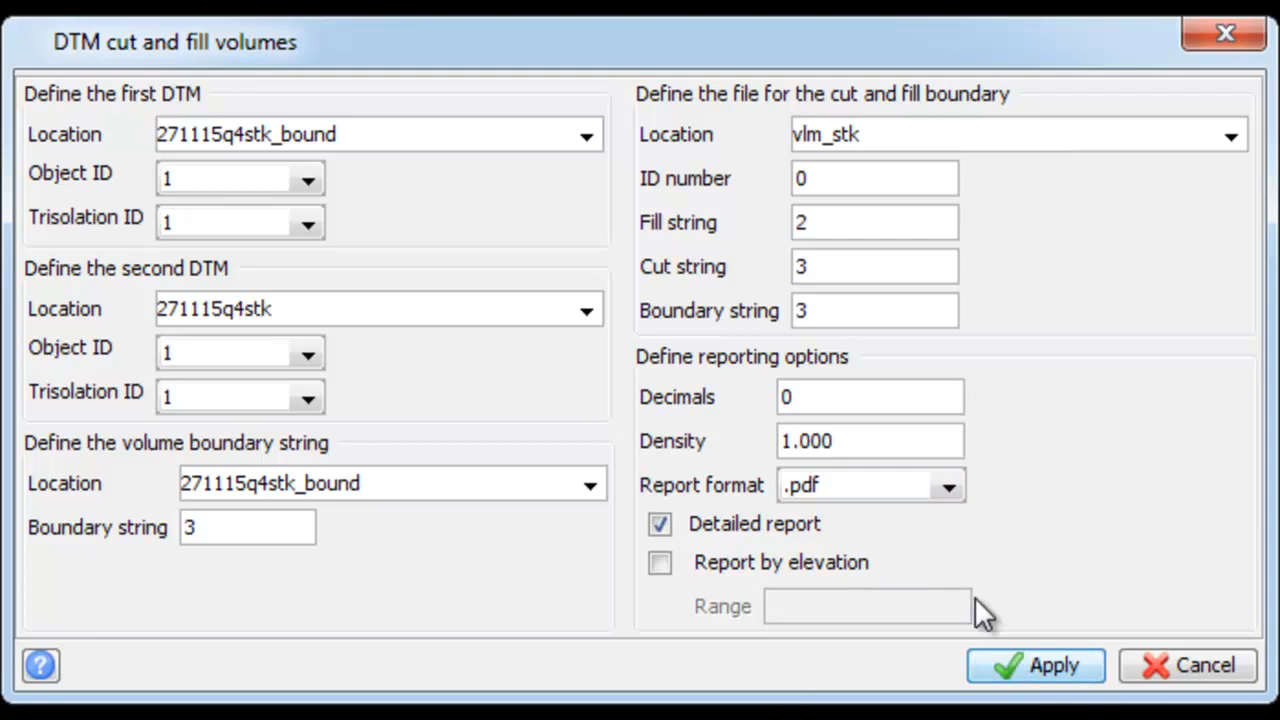 DTM cut and fill volumes
Define the first DTM
Location 271115q4stk_bound
Object ID 1
Trisolation ID 1
Define the second DTM
Location 271115q4stk
Object ID 1
Trisolation ID 1
Define the volume boundary string
Location 271115q4stk_bound
Boundary string 3
Define the file for the cut and fill boundary
Location vlm_stk
ID number 0
Fill string 2
Cut string 3
Boundary string 3
Define reporting options
Decimals 0
Density 1.000
Report format .pdf
Detailed report
Report by elevation
Range
? Apply Cancel